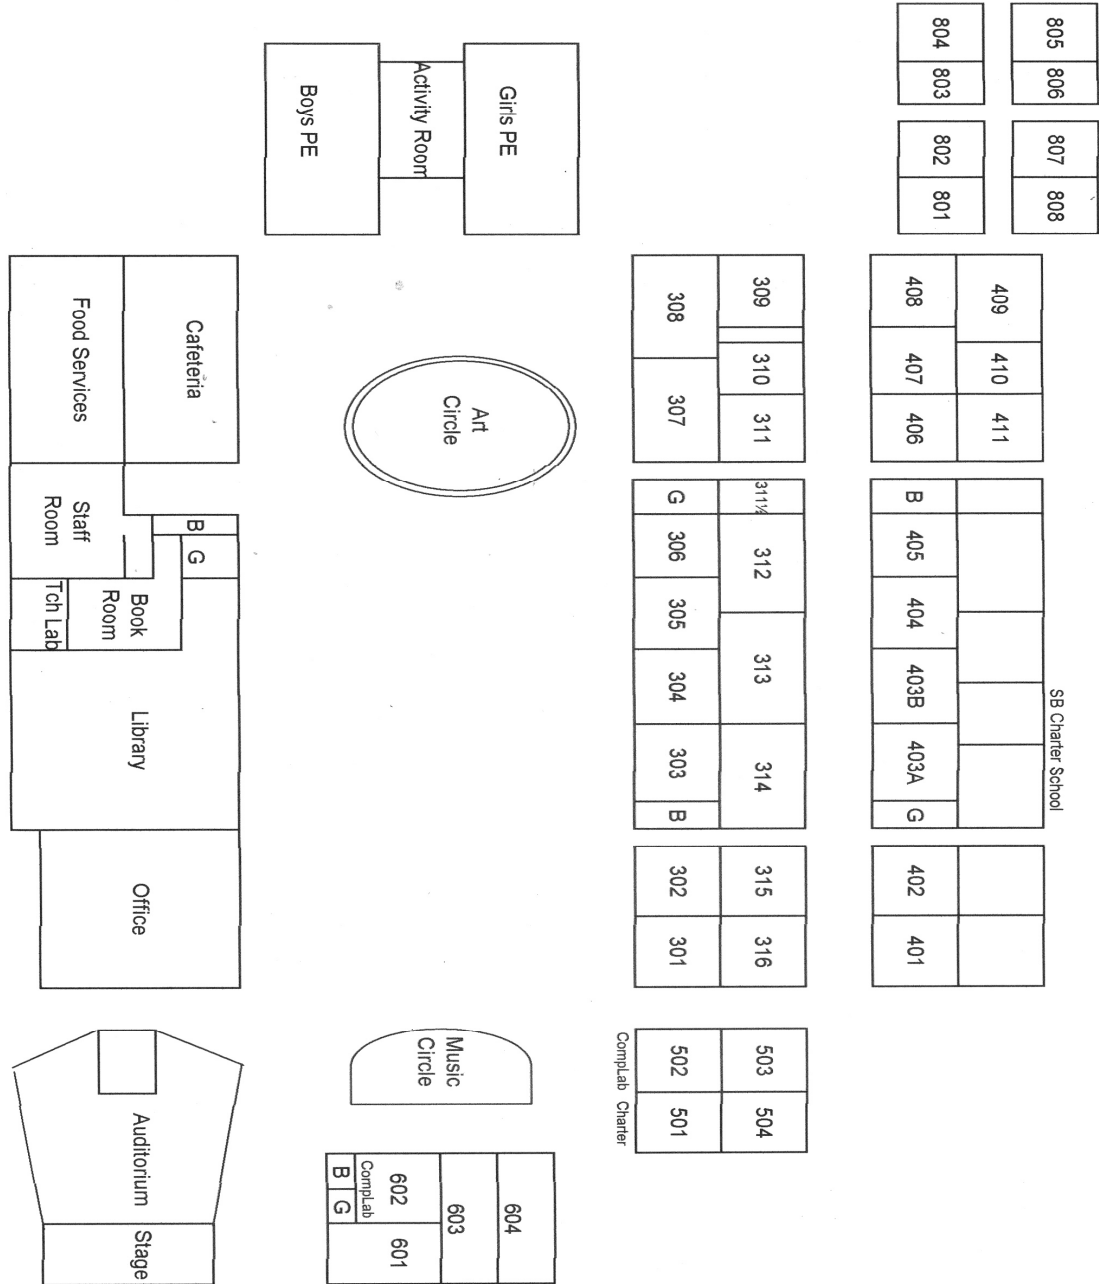 804
803
805
806
802
801
807
808
Boys PE
Activity Room
Girls PE
Food Services
Cafeteria
Art
Circle
308
307
309
310
311
408
407
406
409
410
411
Staff
Room
B
G
Tch Lab
Book
Room
Library
Office
G
306
305
304
303
B
311½
312
313
314
B
405
404
403B
403A
G
SB Charter School
302
301
315
316
402
401
Auditorium
Stage
Music
Circle
502
501
503
504
CompLab
Charter
B
G
CompLab
602
601
603
604